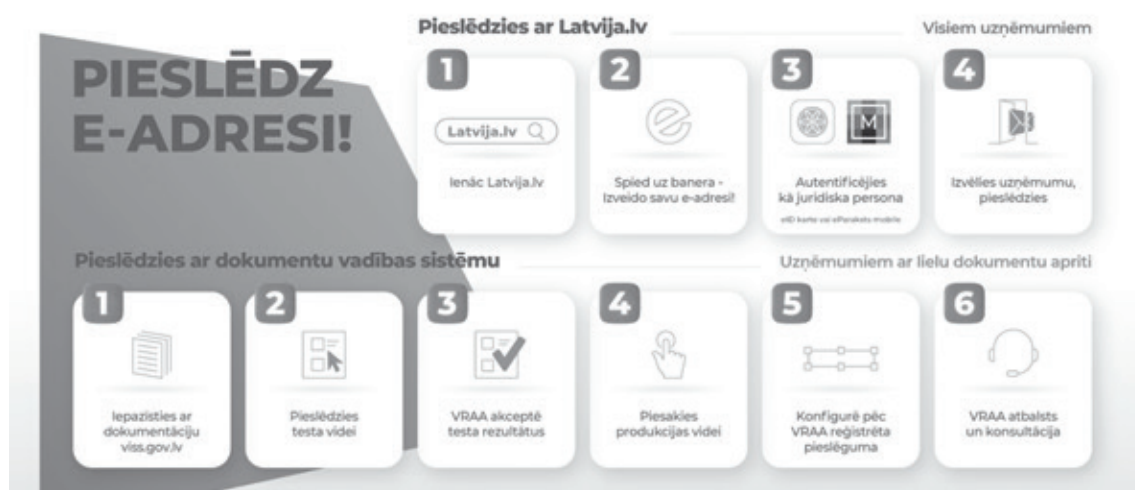 PIESLĒDZ
E-ADRESI!
Pieslēdzies ar Latvija.lv
Visiem uzņēmumiem
1
Latvija.lv
Ienāc Latvija.lv
2
Spied uz banera -
Izveido savu e-adresi!
3
M
Autentificējies
kā juridiska persona
eID karte vai eParaksts mobile
4
Izvēlies uzņēmumu,
pieslēdzies
Pieslēdzies ar dokumentu vadības sistēmu
Uzņēmumiem ar lielu dokumentu apriti
1
Iepazīsties ar
dokumentāciju
viss.gov.lv
2
Pieslēdzies
testa videi
3
VRAA akceptē
testa rezultātus
4
Piesakies
produkcijas videi
5
Konfigurē pēc
VRAA reģistrēta
pieslēguma
6
VRAA atbalsts
un konsultācija